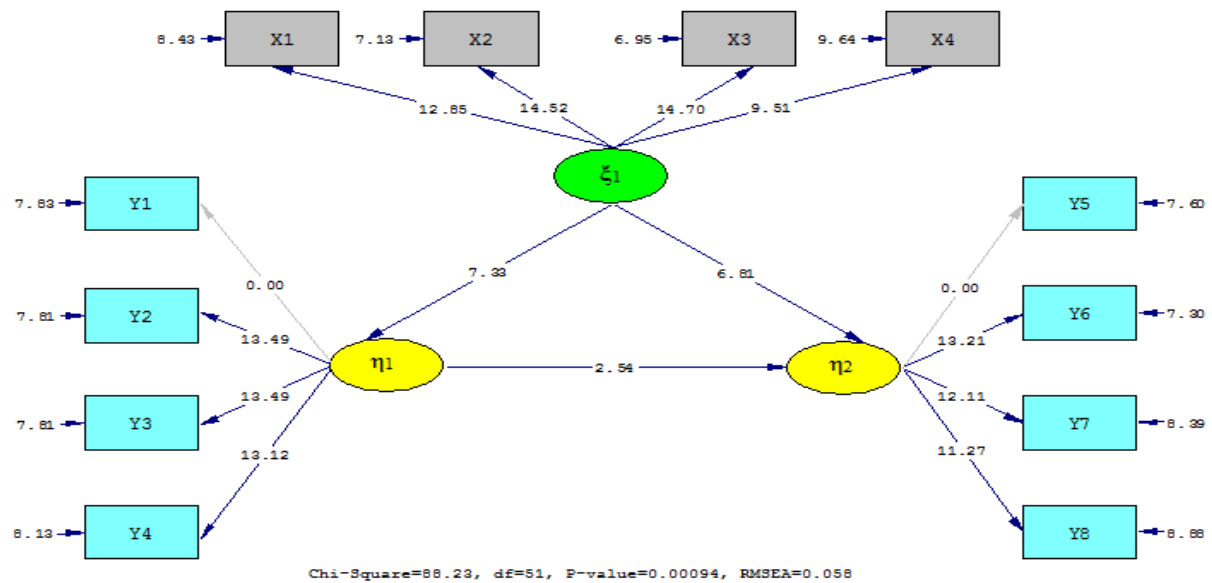 8.43 X1 7.13 X2 6.95 X3 9.64 X4
12.85 14.52 14.70 9.51
ξ1
7.83 Y1 Y5 7.60
7.33 6.81
0.00 0.00
7.81 Y2 Y6 7.30
13.49 13.21
η1 2.54 η2
13.49 12.11
7.81 Y3 Y7 8.39
13.12 11.27
8.13 Y4 Y8 8.88
Chi-Square=88.23, df=51, P-value=0.00094, RMSEA=0.058